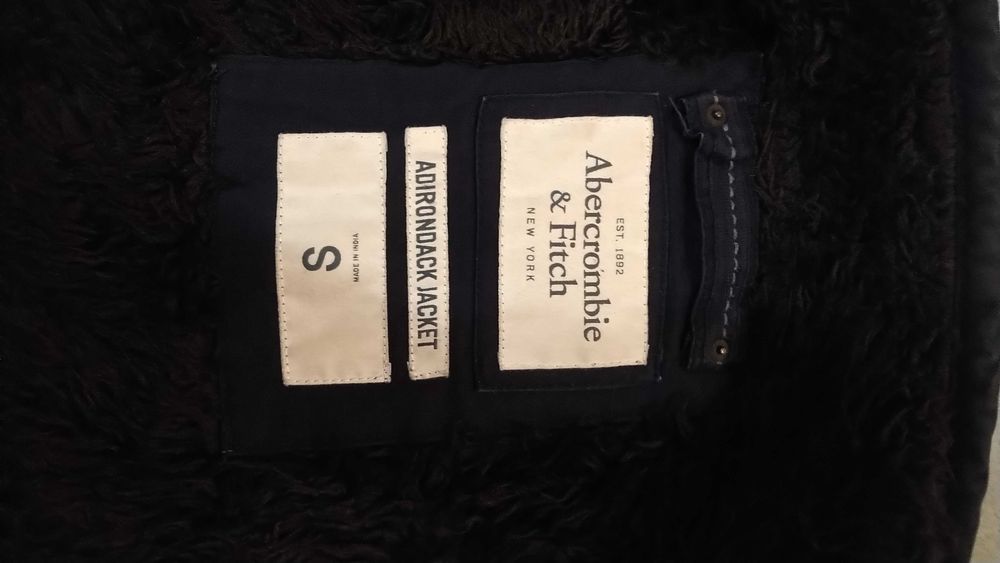 EST. 1892
Abercrombie
& Fitch
NEW YORK
ADIRONDACK JACKET
MADE IN INDIA
S